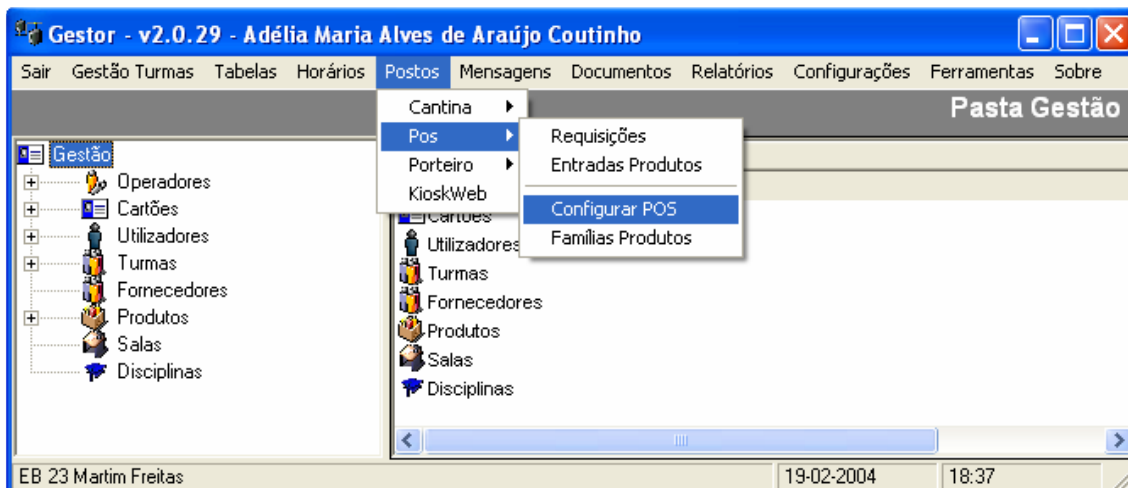 Gestor - v2.0.29 - Adélia Maria Alves de Araújo Coutinho
Sair Gestão Turmas Tabelas Horários Postos Mensagens Documentos Relatórios Configurações Ferramentas Sobre
Pasta Gestão
Cantina
Pos
Porteiro
KioskWeb
Requisições
Entradas Produtos
Configurar POS
Famílias Produtos
Gestão
Operadores
Cartões
Utilizadores
Turmas
Fornecedores
Produtos
Salas
Disciplinas
Cartões
Utilizadores
Turmas
Fornecedores
Produtos
Salas
Disciplinas
EB 23 Martim Freitas 19-02-2004 18:37